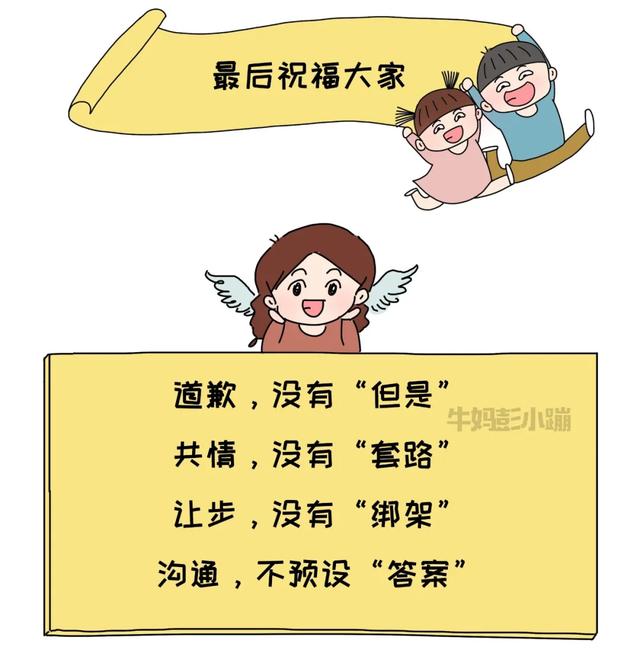 最后祝福大家
道歉，没有“但是”
牛妈彭小蹦
共情，没有“套路”
让步，没有“绑架”
沟通，不预设“答案”